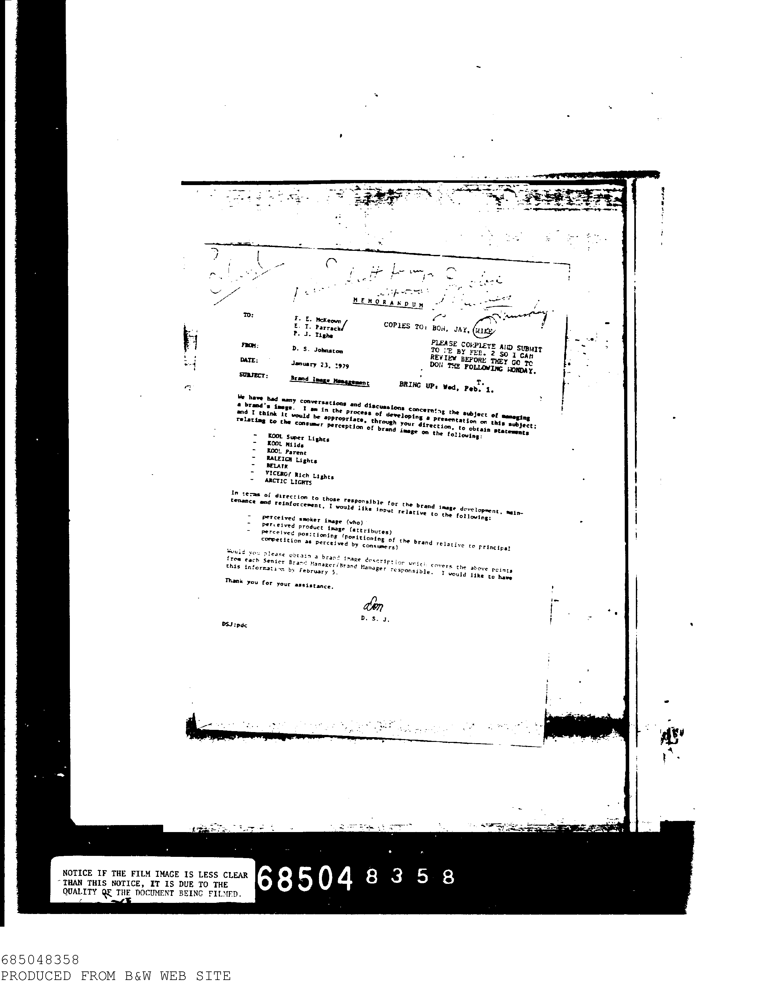 MEMORANDUM
TO:
F. E. McKeown
E. T. Parrack
P. J. Tighe
COPIES TO: BOW, JAY, MIKE
FROM:
D. S. Johnston
PLEASE COMPLETE AND SUBMIT
TO ME BY FEB. 2 SO I CAN
REVIEW BEFORE THEY GO TO
DON THE FOLLOWING MONDAY.
T.
DATE:
January 23, 1979
SUBJECT:
Brand Image Management
BRING UP: Wed, Feb. 1.
We have had many conversations and discussions concerning the subject of managing
a brand's image. I am in the process of developing a presentation on this subject;
and I think it would be appropriate, through your direction, to obtain statements
relating to the consumer perception of brand image on the following:
- KOOL Super Lights
- KOOL Milds
- KOOL Parent
- RALEIGH Lights
- BELAIR
- VICEROY Rich Lights
- ARCTIC LIGHTS
In terms of direction to those responsible for the brand image development, main-
tenance and reinforcement, I would like input relative to the following:
- perceived smoker image (who)
- perceived product image (attributes)
- perceived positioning (positioning of the brand relative to principal
competition as perceived by consumers)
Would you please obtain a brand image description which covers the above points
from each Senior Brand Manager/Brand Manager responsible. I would like to have
this information by February 5.
Thank you for your assistance.
don
D. S. J.
DSJ:pdc
NOTICE IF THE FILM IMAGE IS LESS CLEAR
THAN THIS NOTICE, IT IS DUE TO THE
QUALITY OF THE DOCUMENT BEING FILMED.
68504 8358
685048358
PRODUCED FROM B&W WEB SITE